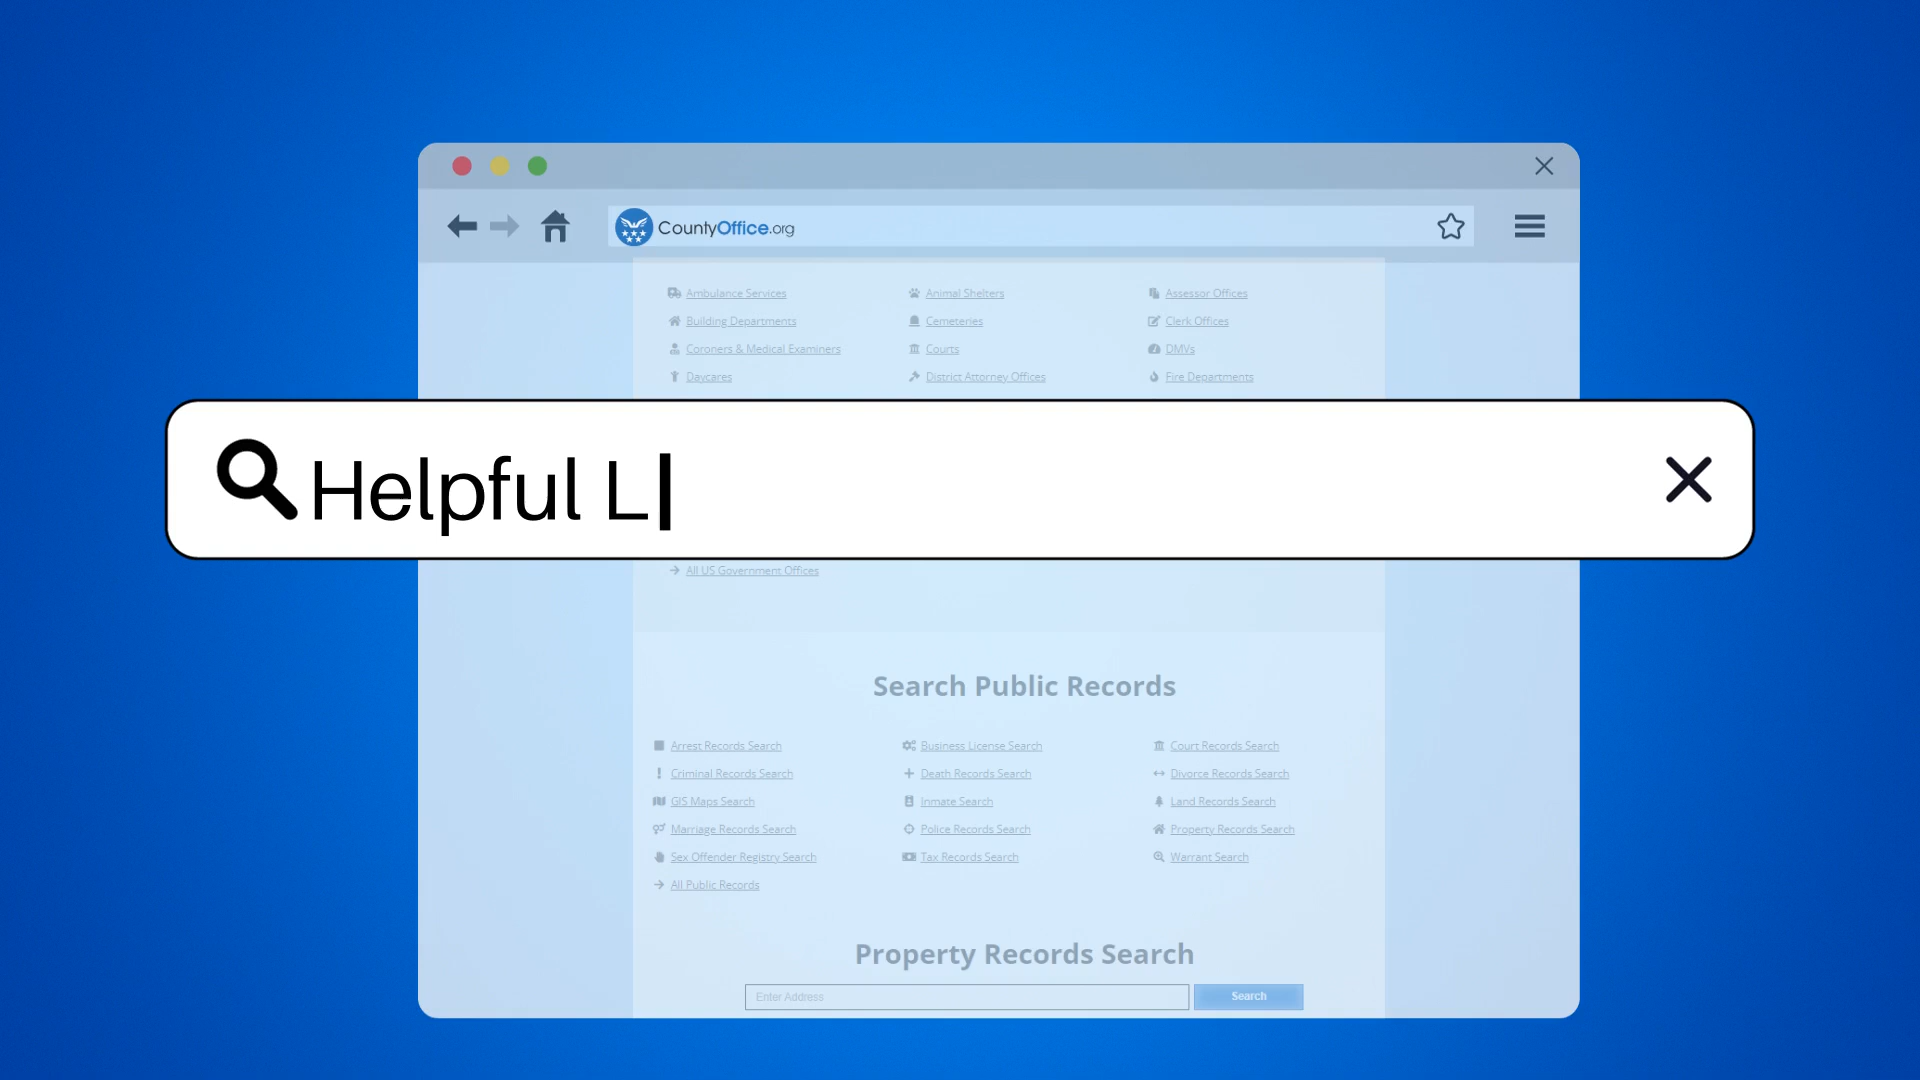 CountyOffice.org
Ambulance Services Animal Shelters Assessor Offices
Building Departments Cemeteries Clerk Offices
Coroners & Medical Examiners Courts DMVs
Daycares District Attorney Offices Fire Departments
Helpful L
All US Government Offices
Search Public Records
Arrest Records Search Business License Search Court Records Search
Criminal Records Search Death Records Search Divorce Records Search
GIS Maps Search Inmate Search Land Records Search
Marriage Records Search Police Records Search Property Records Search
Sex Offender Registry Search Tax Records Search Warrant Search
All Public Records
Property Records Search
Enter Address Search